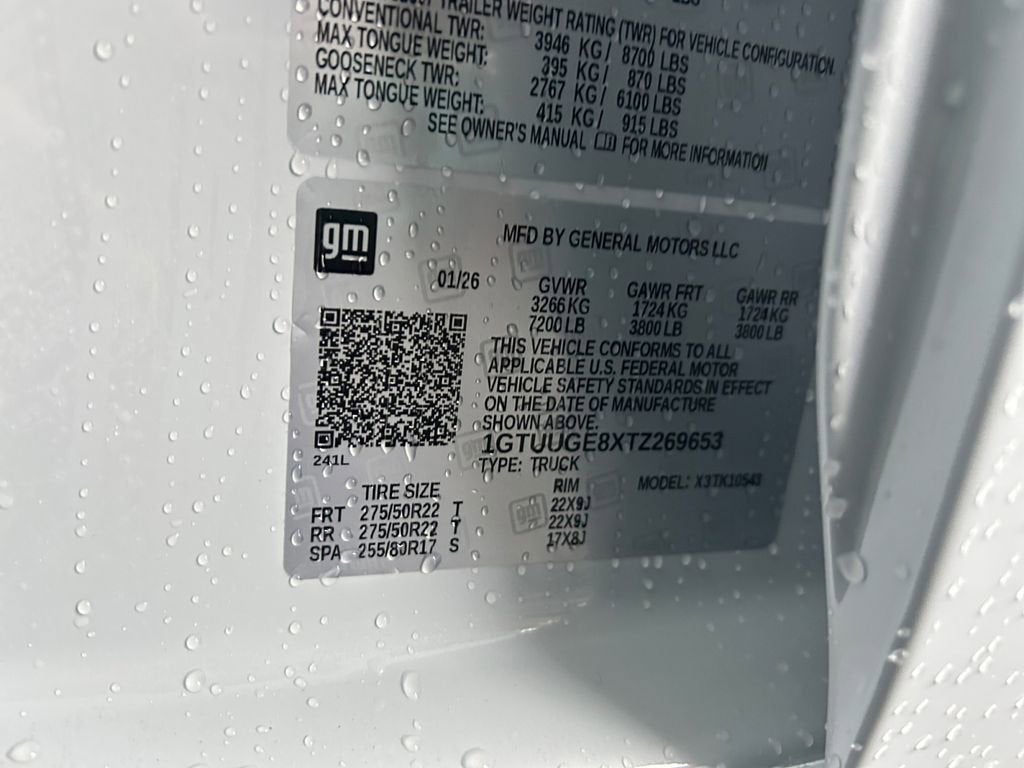 TRAILER WEIGHT RATING (TWR) FOR VEHICLE CONFIGURATION
CONVENTIONAL TWR: 3946 KG/ 8700 LBS
MAX TONGUE WEIGHT: 395 KG/ 870 LBS
GOOSENECK TWR: 2767 KG/ 6100 LBS
MAX TONGUE WEIGHT: 415 KG/ 915 LBS
SEE OWNER'S MANUAL FOR MORE INFORMATION
gm
MFD BY GENERAL MOTORS LLC
01/26 GVWR GAWR FRT GAWR RR
3266 KG 1724 KG 1724 KG
7200 LB 3800 LB 3800 LB
THIS VEHICLE CONFORMS TO ALL
APPLICABLE U.S. FEDERAL MOTOR
VEHICLE SAFETY STANDARDS IN EFFECT
ON THE DATE OF MANUFACTURE
SHOWN ABOVE.
1GTUUGE8XTZ269653
241L
TYPE: TRUCK
MODEL: X3TK10543
TIRE SIZE RIM
FRT 275/50R22 T 22X9J
RR 275/50R22 T 22X9J
SPA 255/80R17 S 17X8J